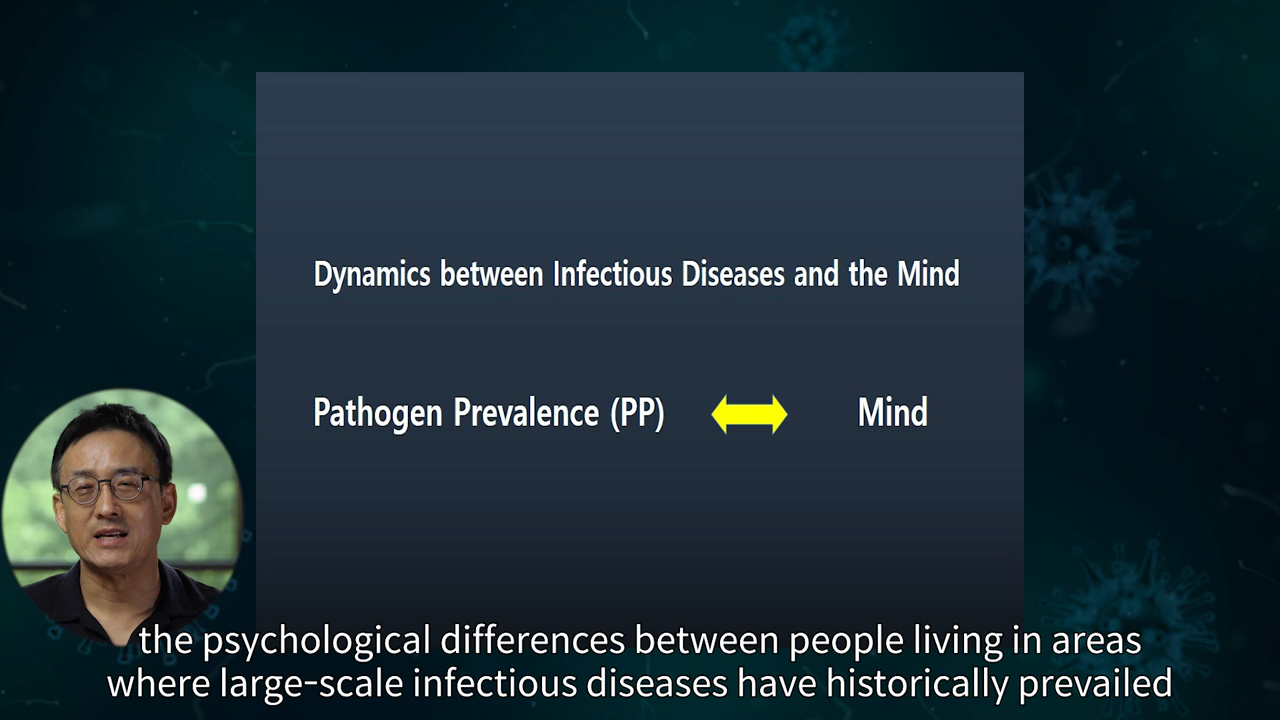 Dynamics between Infectious Diseases and the Mind
Pathogen Prevalence (PP) Mind
the psychological differences between people living in areas
where large-scale infectious diseases have historically prevailed